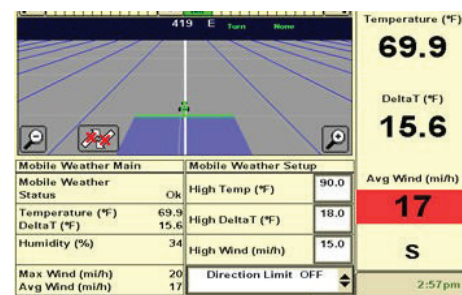 419 E Turn None
Mobile Weather Main
Mobile Weather
Status Ok
Temperature (°F) 69.9
DeltaT (°F) 15.6
Humidity (%) 34
Max Wind (mi/h) 20
Avg Wind (mi/h) 17
Mobile Weather Setup
High Temp (°F) 90.0
High DeltaT (°F) 18.0
High Wind (mi/h) 15.0
Direction Limit OFF
Temperature (°F)
69.9
DeltaT (°F)
15.6
Avg Wind (mi/h)
17
S
2:57pm